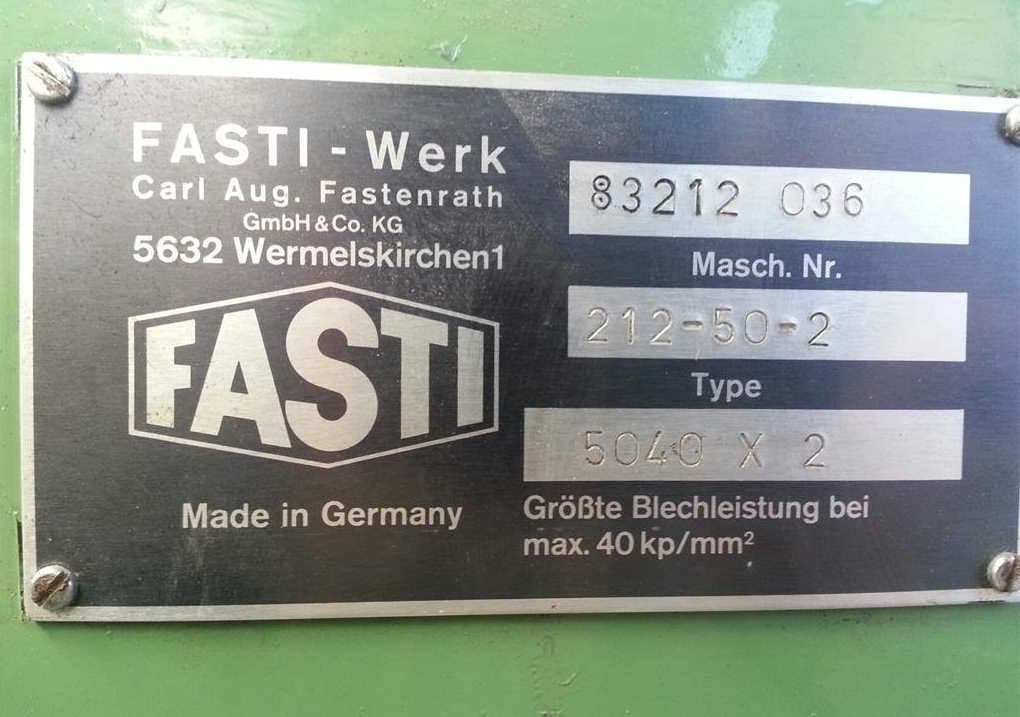 FASTI - Werk
Carl Aug. Fastenrath
GmbH & Co. KG
5632 Wermelskirchen1
FASTI
Made in Germany
83212 036
Masch. Nr.
212-50-2
Type
5040 X 2
Größte Blechleistung bei
max. 40 kp/mm²